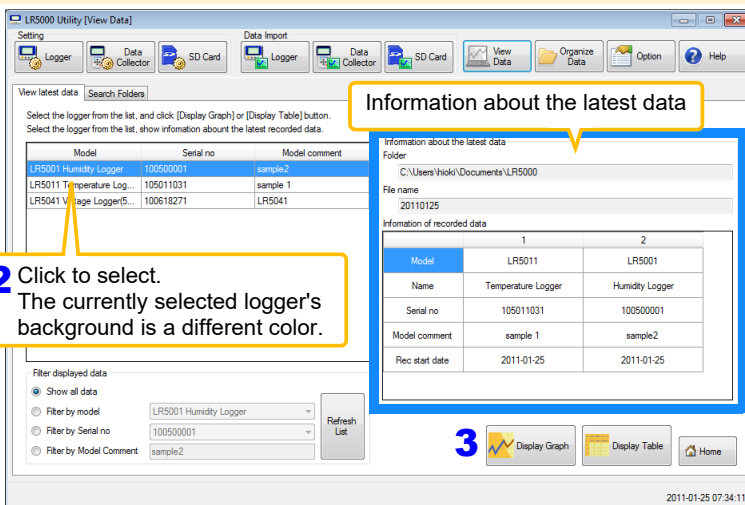 LR5000 Utility [View Data]
Setting
Data Import
Logger
Data Collector
SD Card
Logger
Data Collector
SD Card
View Data
Organize Data
Option
Help
View latest data
Search Folders
Select the logger from the list, and click [Display Graph] or [Display Table] button.
Select the logger from the list, show infomation abount the latest recorded data.
Information about the latest data
Model Serial no Model comment
LR5001 Humidity Logger 100500001 sample2
LR5011 Temperature Log... 105011031 sample 1
LR5041 Voltage Logger(5... 100618271 LR5041
2 Click to select.
The currently selected logger's
background is a different color.
Information about the latest data
Folder
C:\Users\hioki\Documents\LR5000
File name
20110125
Infomation of recorded data
1 2
Model LR5011 LR5001
Name Temperature Logger Humidity Logger
Serial no 105011031 100500001
Model comment sample 1 sample2
Rec start date 2011-01-25 2011-01-25
Filter displayed data
Show all data
Filter by model LR5001 Humidity Logger
Filter by Serial no 100500001
Filter by Model Comment sample2
Refresh List
3
Display Graph
Display Table
Home
2011-01-25 07:34:11